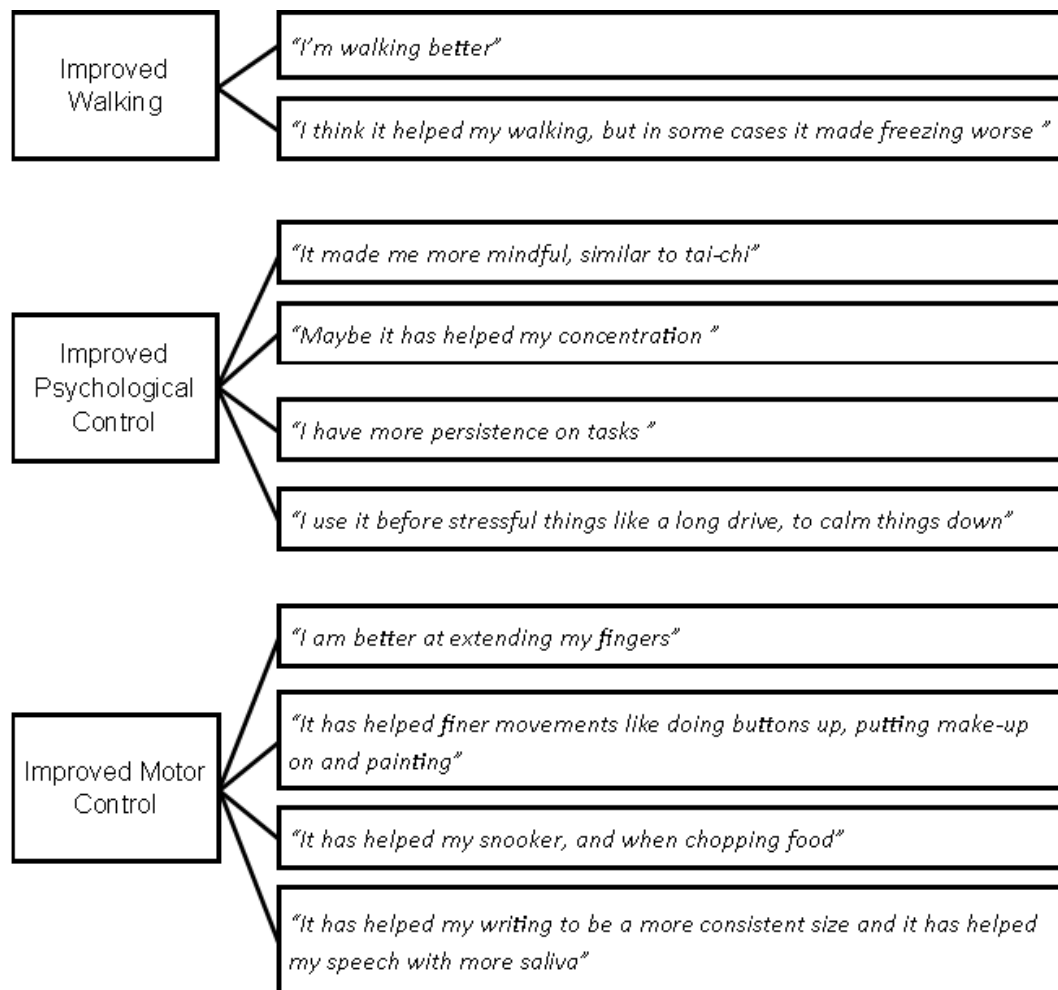 Improved
Walking
“I’m walking better”
“I think it helped my walking, but in some cases it made freezing worse ”
Improved
Psychological
Control
“It made me more mindful, similar to tai-chi”
“Maybe it has helped my concentration ”
“I have more persistence on tasks ”
“I use it before stressful things like a long drive, to calm things down”
Improved Motor
Control
“I am better at extending my fingers”
“It has helped finer movements like doing buttons up, putting make-up
on and painting”
“It has helped my snooker, and when chopping food”
“It has helped my writing to be a more consistent size and it has helped
my speech with more saliva”